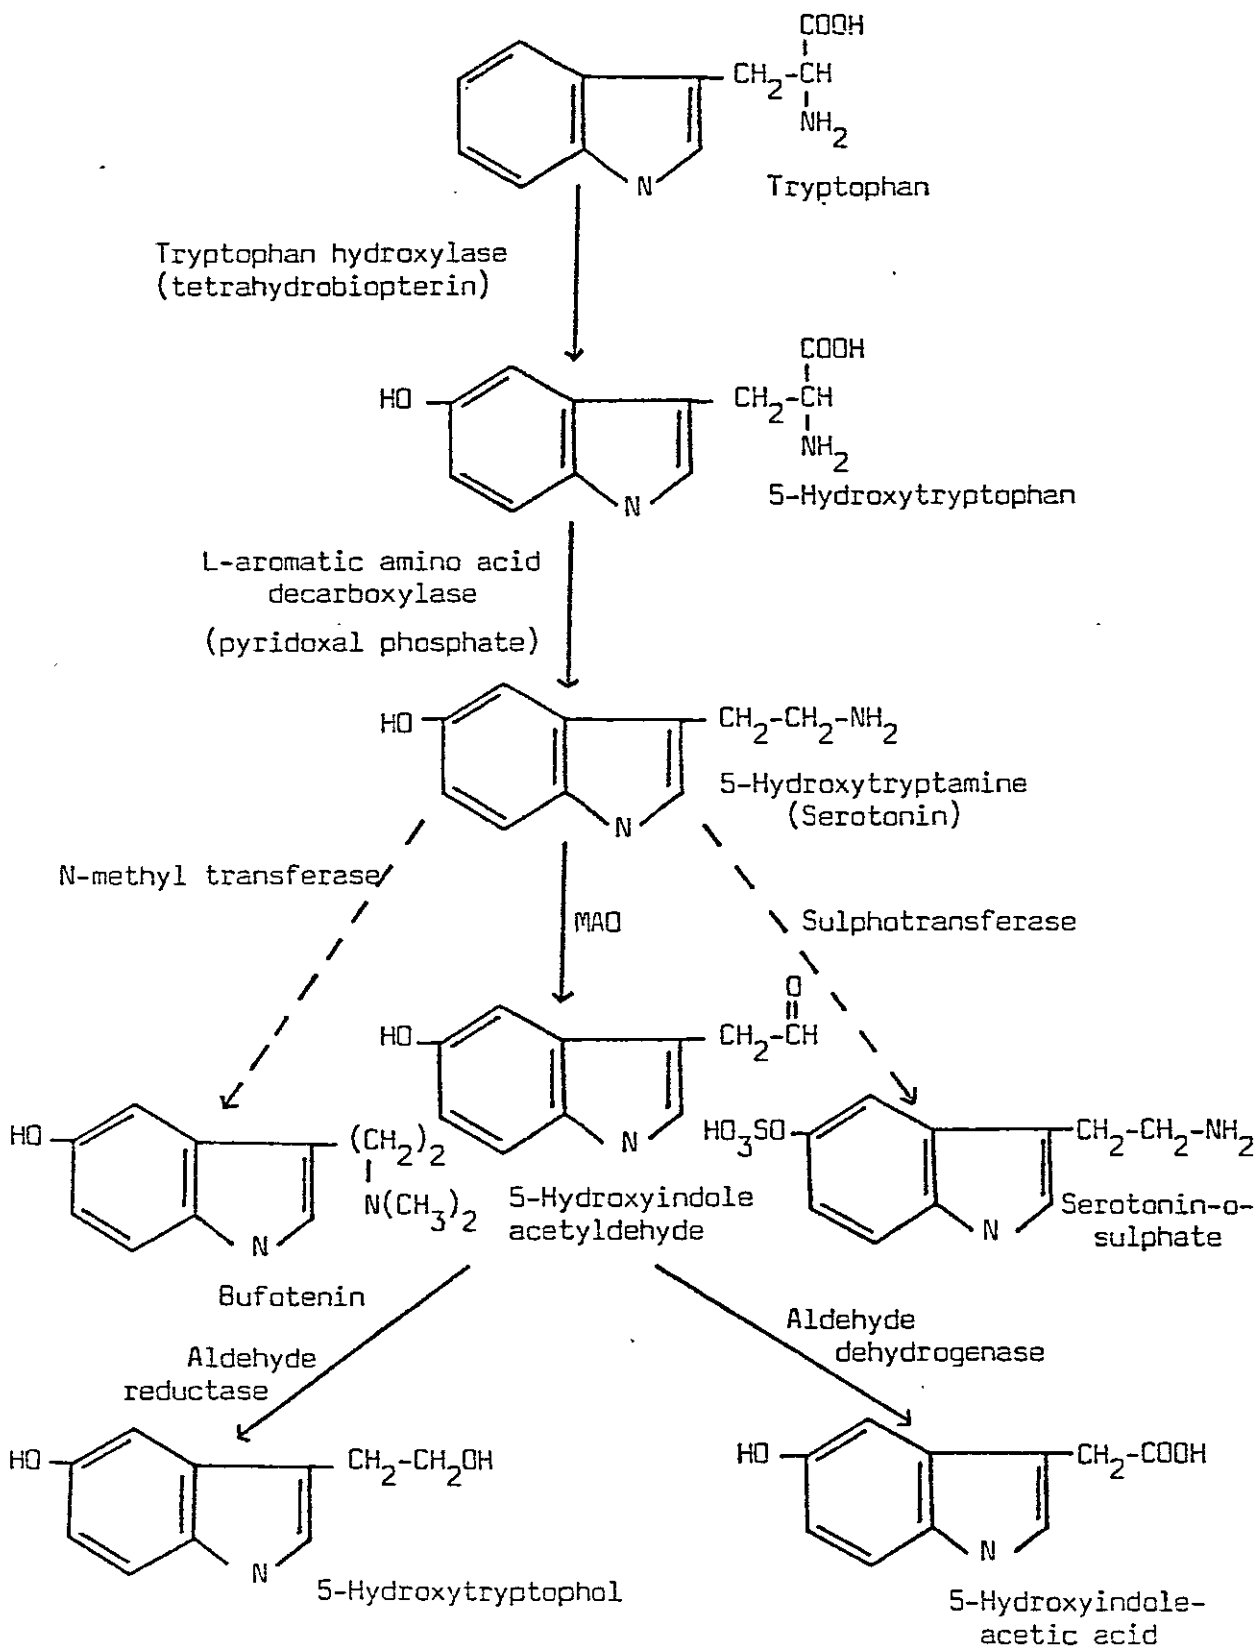 COOH
CH2-CH
NH2
N
Tryptophan
Tryptophan hydroxylase
(tetrahydrobiopterin)
COOH
HO
CH2-CH
NH2
N
5-Hydroxytryptophan
L-aromatic amino acid
decarboxylase
(pyridoxal phosphate)
HO
CH2-CH2-NH2
N
5-Hydroxytryptamine
(Serotonin)
N-methyl transferase
MAO
Sulphotransferase
O
HO
CH2-CH
N
HO
(CH2)2
N(CH3)2
N
Bufotenin
5-Hydroxyindole
acetyldehyde
HO3SO
CH2-CH2-NH2
N
Serotonin-o-
sulphate
Aldehyde
reductase
Aldehyde
dehydrogenase
HO
CH2-CH2OH
N
5-Hydroxytryptophol
HO
CH2-COOH
N
5-Hydroxyindole-
acetic acid